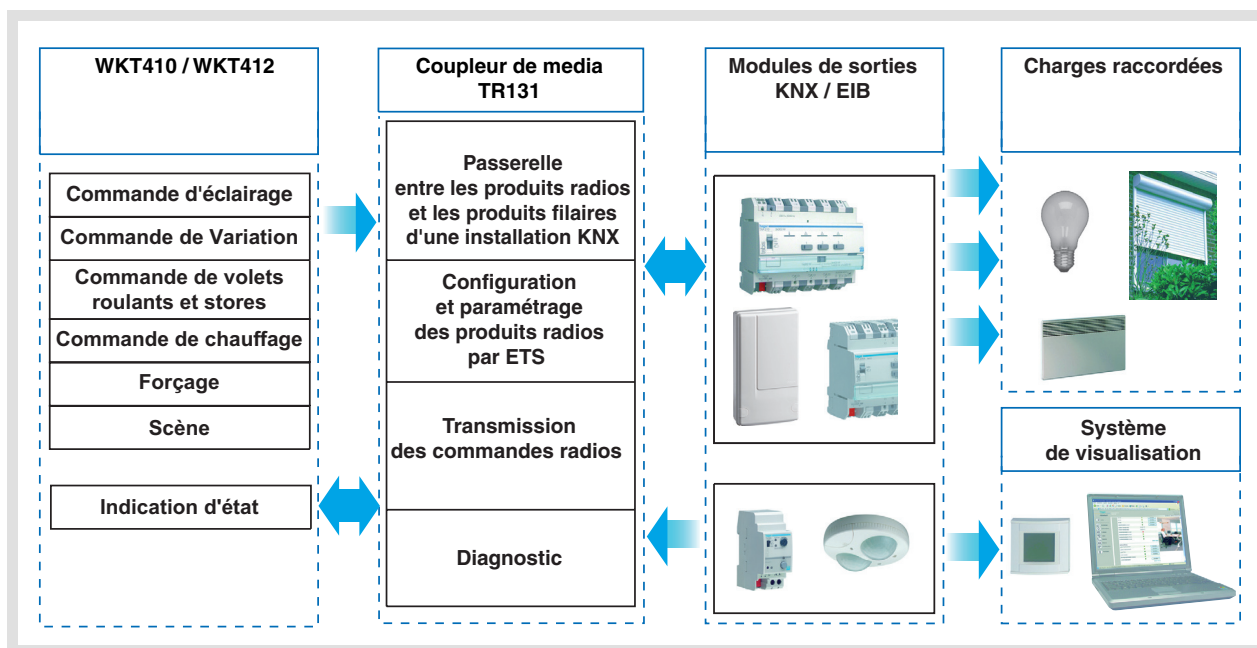 WKT410 / WKT412
Commande d'éclairage
Commande de Variation
Commande de volets
roulants et stores
Commande de chauffage
Forçage
Scène
Indication d'état
Coupleur de media
TR131
Passerelle
entre les produits radios
et les produits filaires
d'une installation KNX
Configuration
et paramétrage
des produits radios
par ETS
Transmission
des commandes radios
Diagnostic
Modules de sorties
KNX / EIB
Charges raccordées
Système
de visualisation